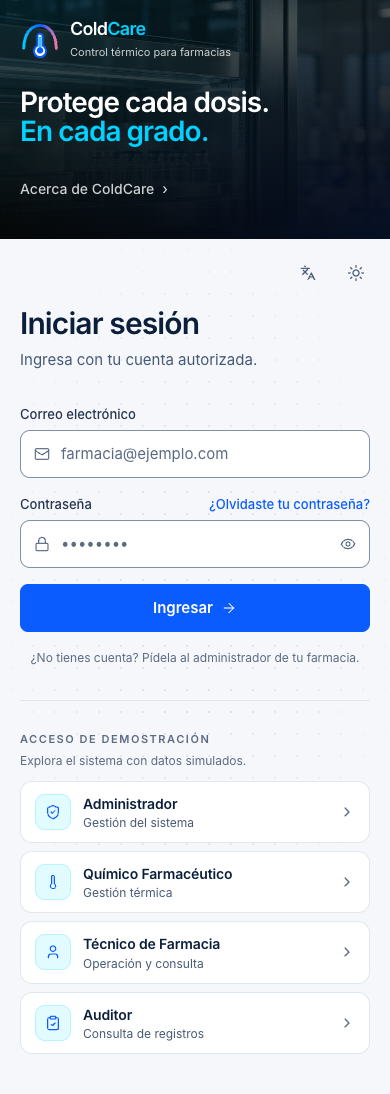 ColdCare
Control térmico para farmacias
Protege cada dosis.
En cada grado.
Acerca de ColdCare ›
Iniciar sesión
Ingresa con tu cuenta autorizada.
Correo electrónico
farmacia@ejemplo.com
Contraseña ¿Olvidaste tu contraseña?
••••••••
Ingresar →
¿No tienes cuenta? Pídela al administrador de tu farmacia.
ACCESO DE DEMOSTRACIÓN
Explora el sistema con datos simulados.
Administrador
Gestión del sistema
Químico Farmacéutico
Gestión térmica
Técnico de Farmacia
Operación y consulta
Auditor
Consulta de registros